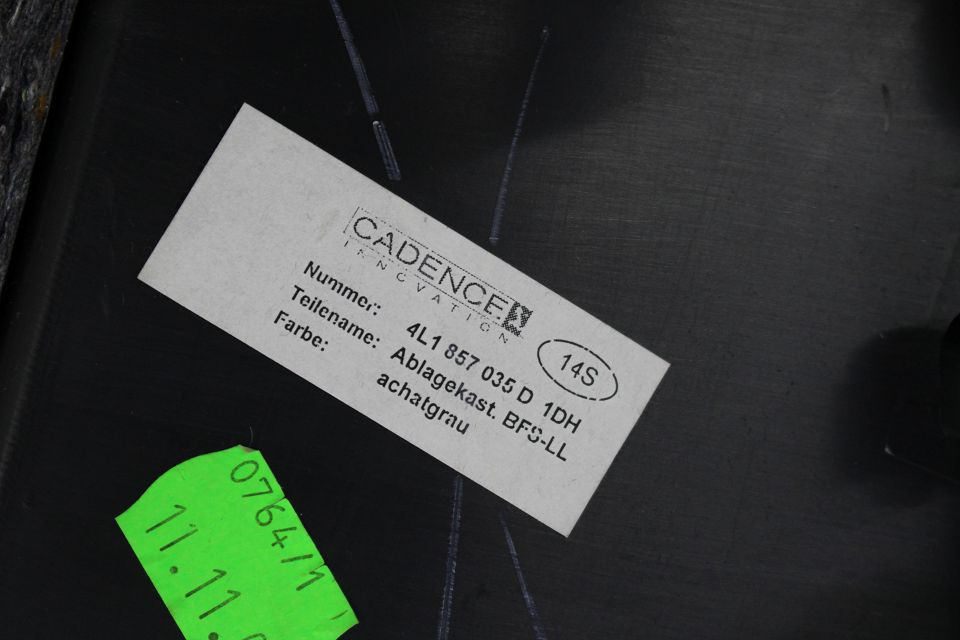 CADENCE
INNOVATION
14S
Nummer: 4L1 857 035 D 1DH
Teilename: Ablagekast. BFS-LL
Farbe: achatgrau
0764/1
11.11.